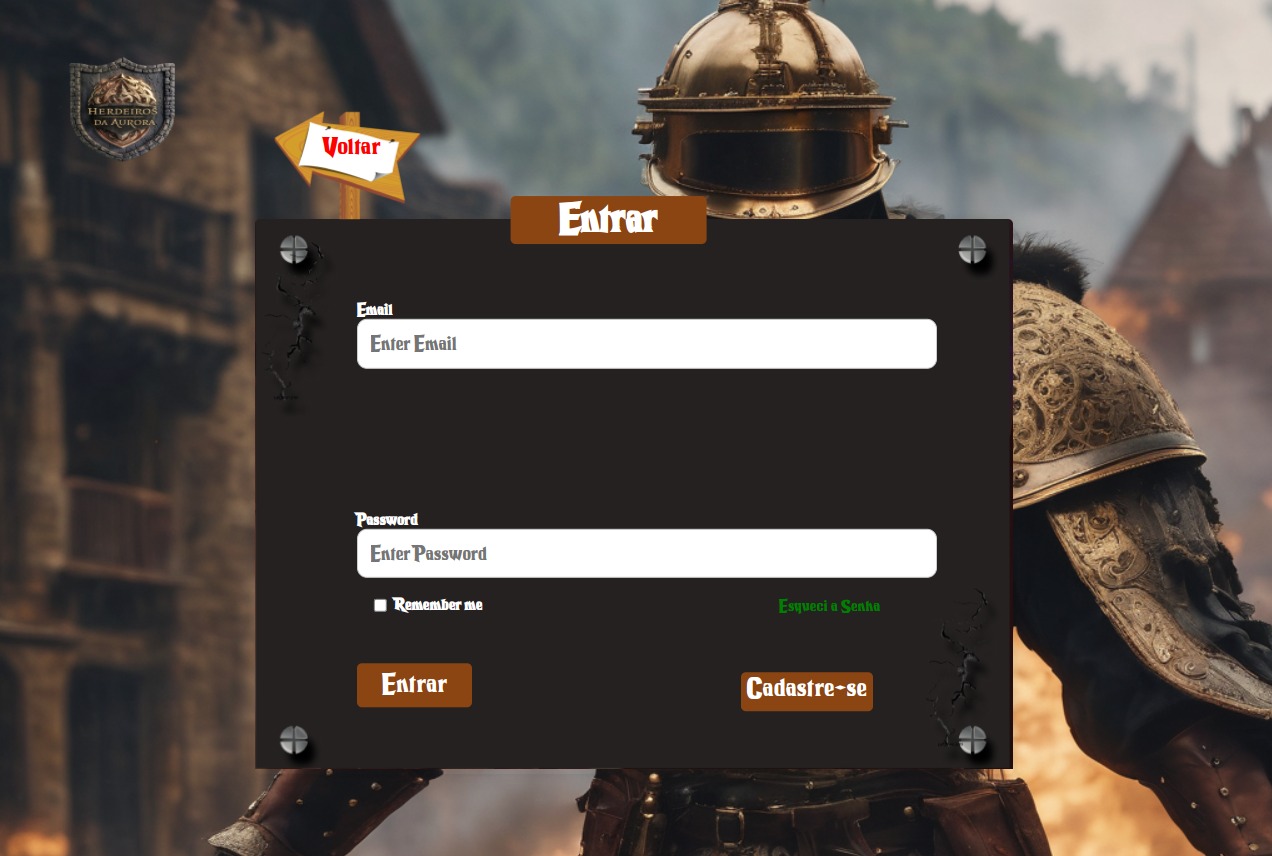 HERDEIROS
DA AURORA
Voltar
Entrar
Email
Enter Email
Password
Enter Password
Remember me
Esqueci a Senha
Entrar
Cadastre-se